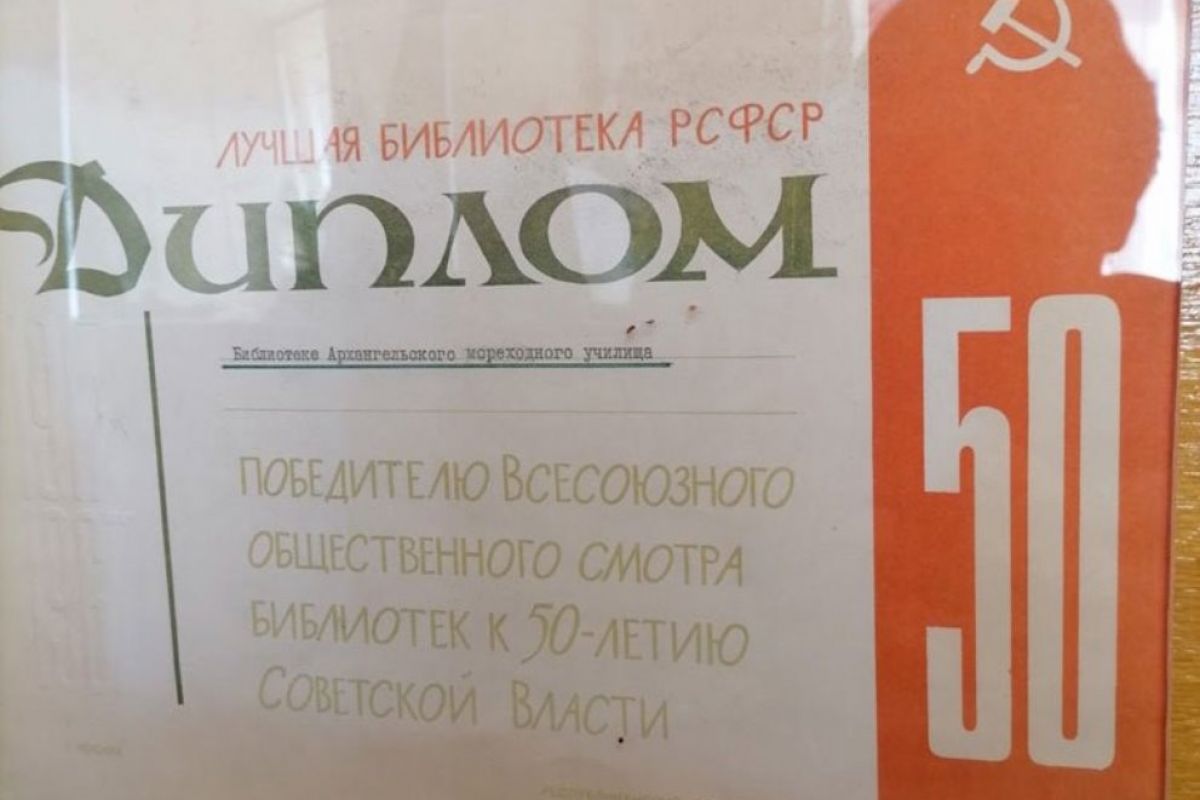 ЛУЧШАЯ БИБЛИОТЕКА РСФСР
Диплом
Библиотеке Архангельского мореходного училища
ПОБЕДИТЕЛЮ ВСЕСОЮЗНОГО
ОБЩЕСТВЕННОГО СМОТРА
БИБЛИОТЕК К 50-ЛЕТИЮ
СОВЕТСКОЙ ВЛАСТИ
50